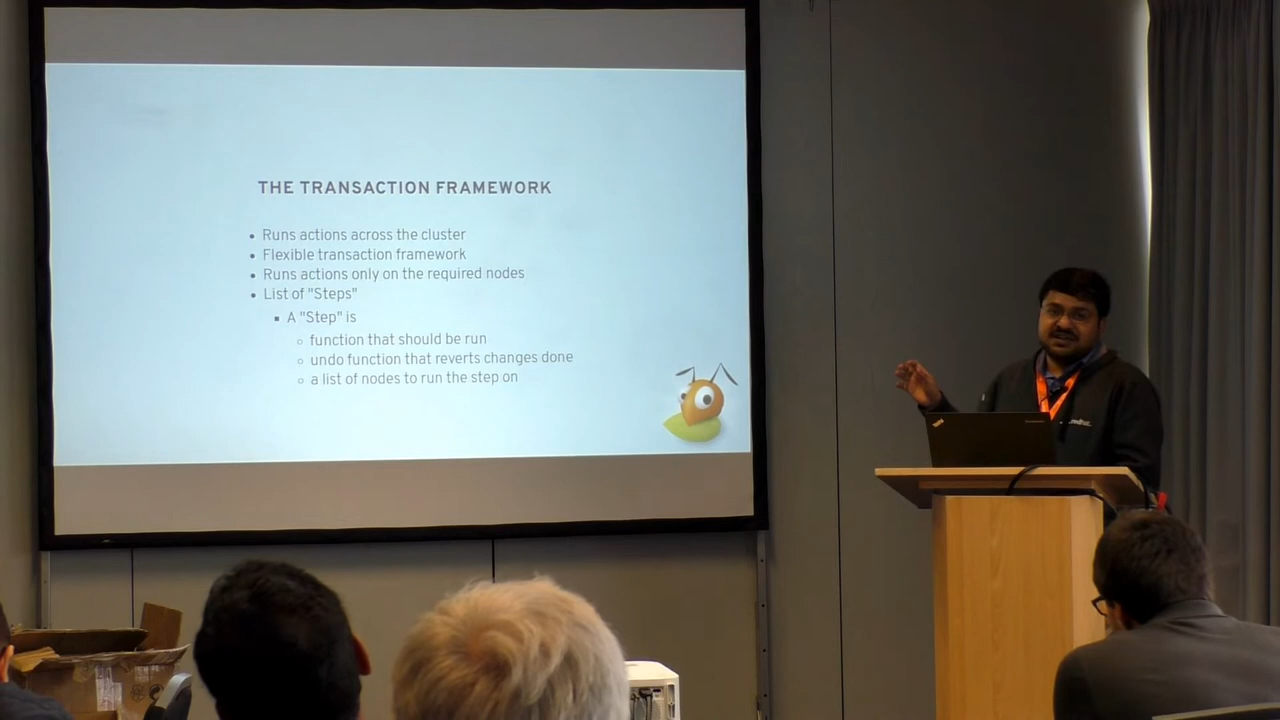 THE TRANSACTION FRAMEWORK
Runs actions across the cluster
Flexible transaction framework
Runs actions only on the required nodes
List of "Steps"
A "Step" is
function that should be run
undo function that reverts changes done
a list of nodes to run the step on